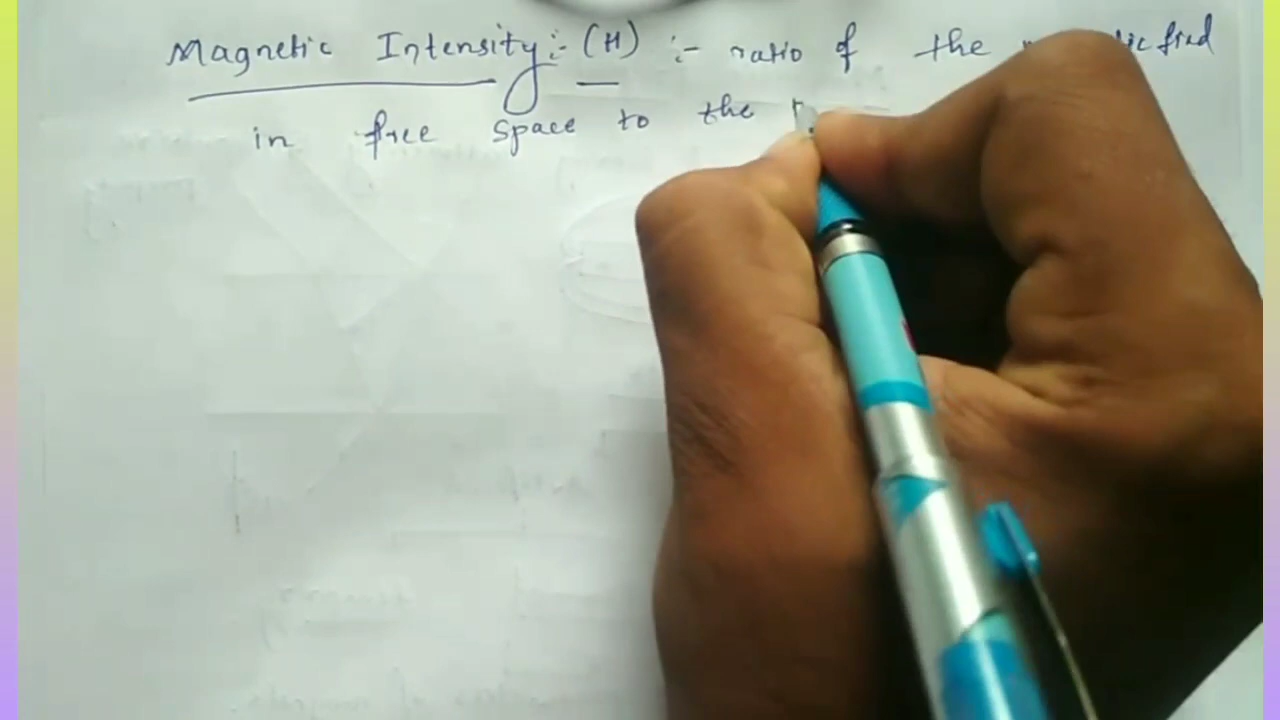 Magnetic Intensity :- (H) :- ratio of the
in free space to the